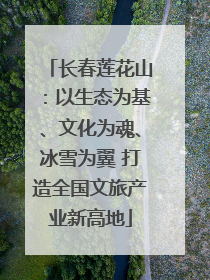 「长春莲花山
：以生态为基
、文化为魂、
冰雪为翼 打
造全国文旅产
业新高地」